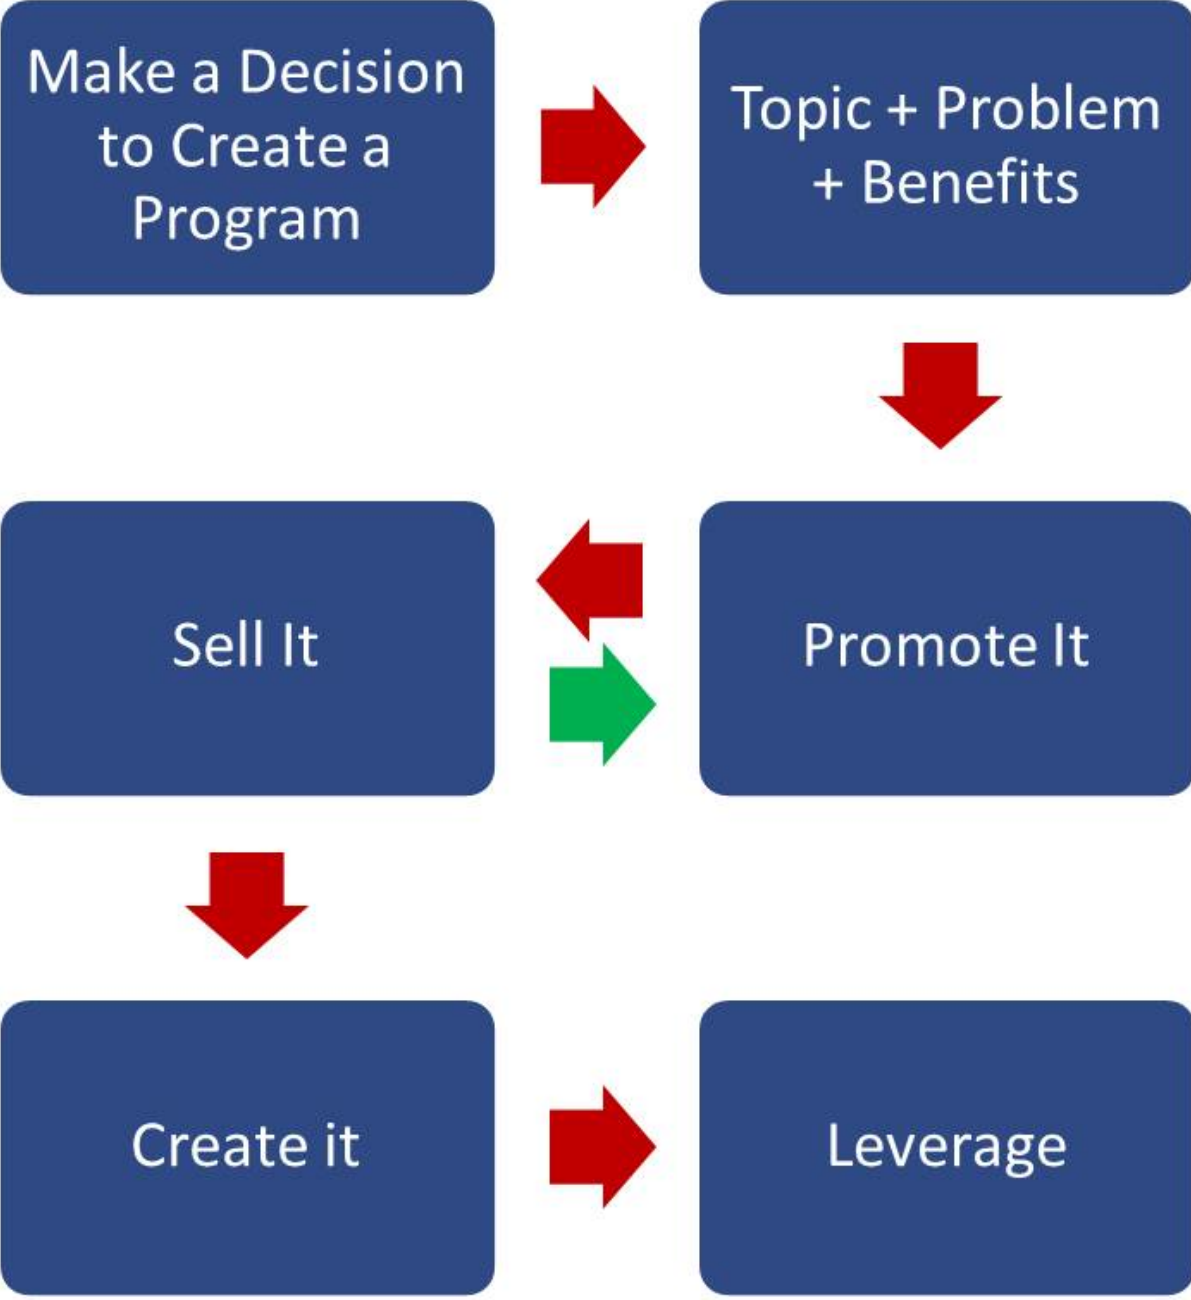 Make a Decision
to Create a
Program
Topic + Problem
+ Benefits
Sell It
Promote It
Create it
Leverage